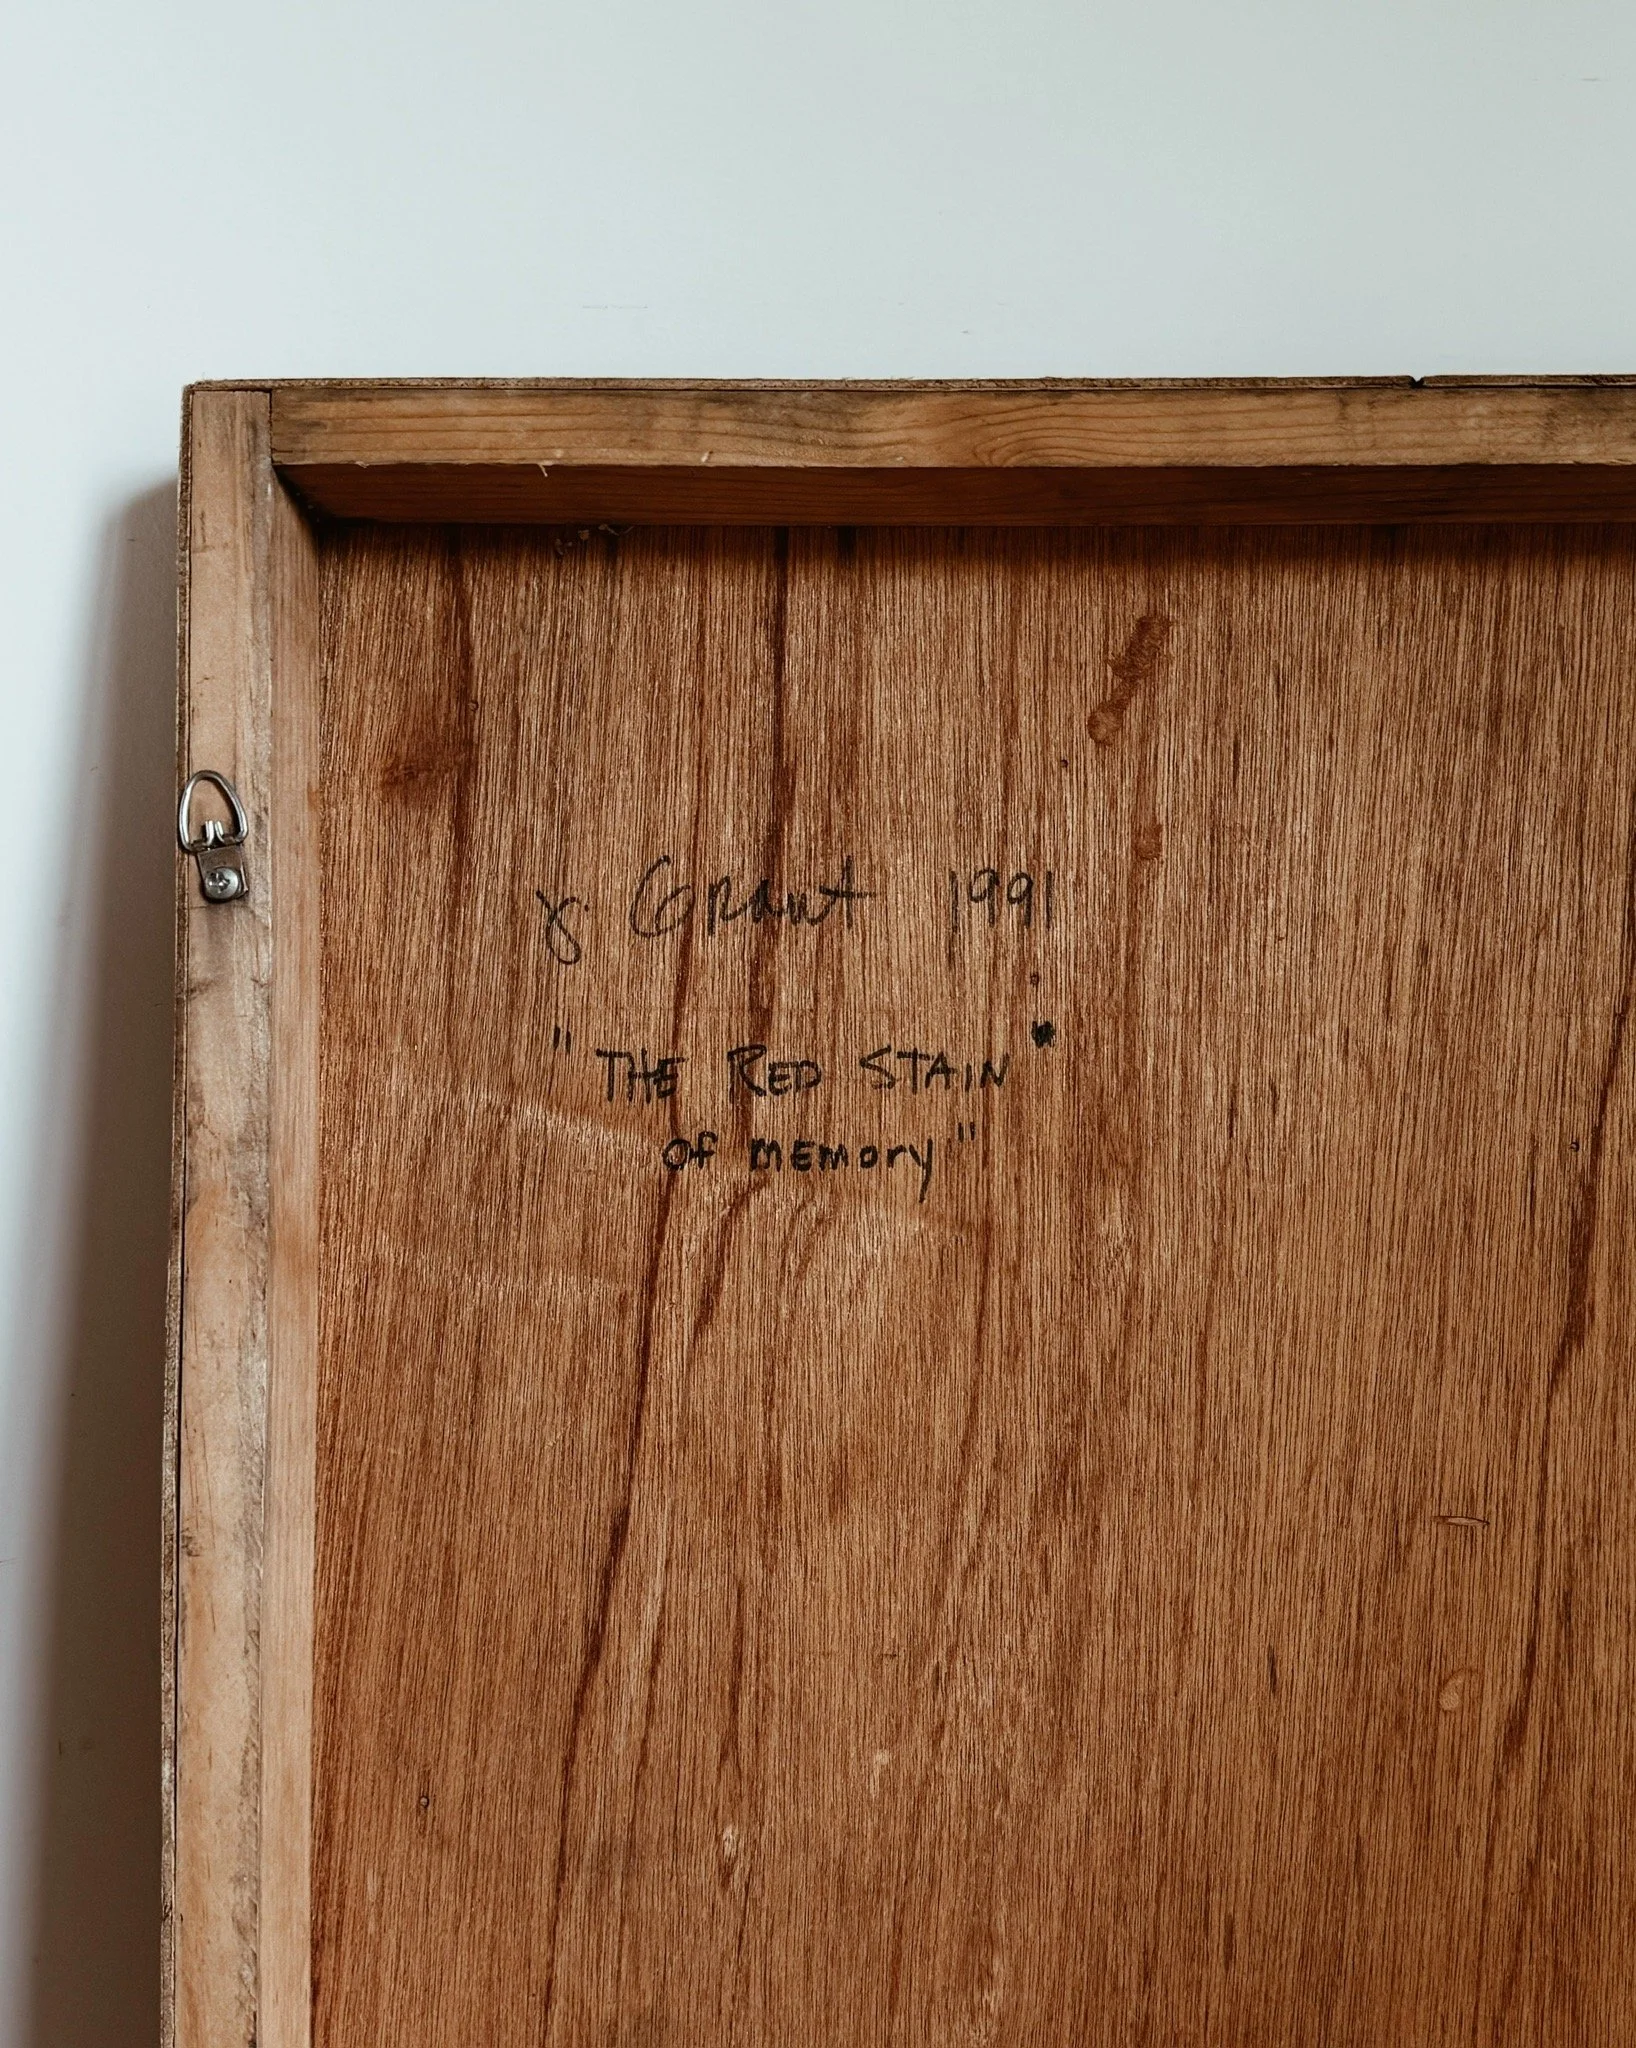 J. Grant 1991
"THE RED STAIN"
of memory"